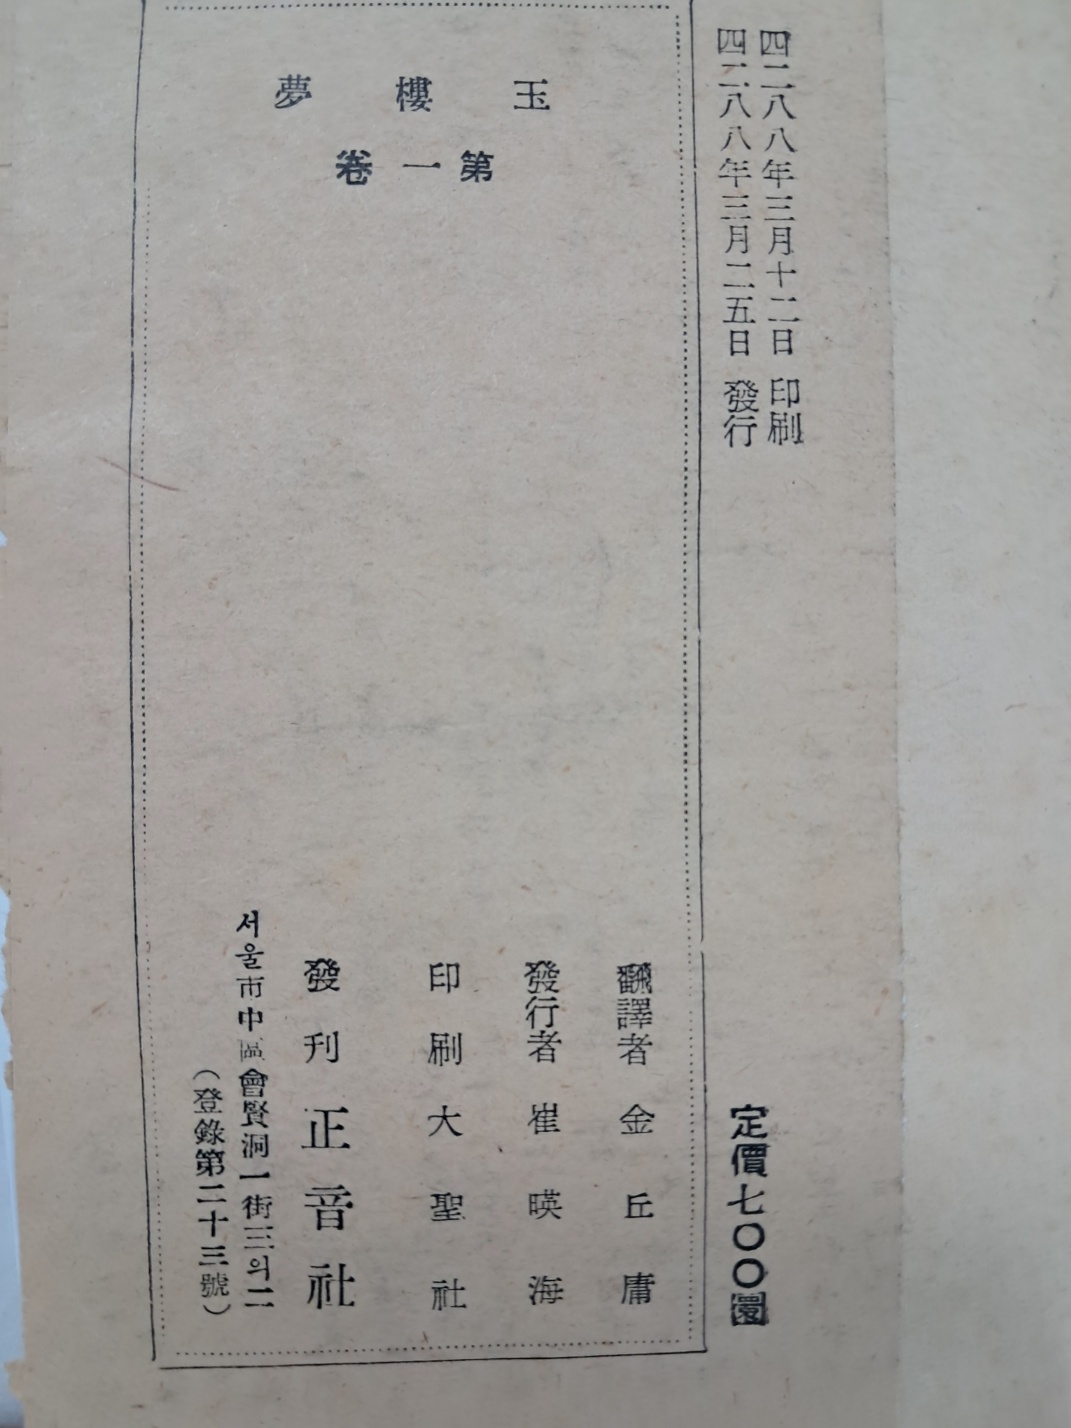 四二八八年三月十二日 印刷
四二八八年三月二五日 發行
定價七〇〇圜
玉樓夢
第一卷
翻譯者 金丘庸
發行者 崔暎海
印刷 大聖社
發刊 正音社
서울市中區會賢洞一街三의二
(登錄第二十三號)